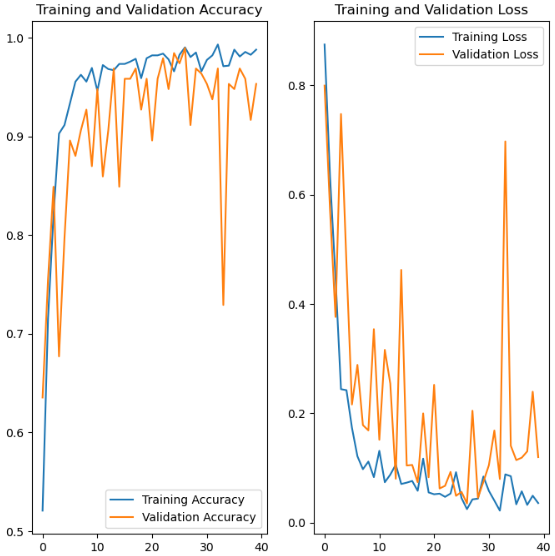 Training and Validation Accuracy
1.0
0.9
0.8
0.7
0.6
0.5
0 10 20 30 40
Training Accuracy
Validation Accuracy
Training and Validation Loss
0.8
0.6
0.4
0.2
0.0
0 10 20 30 40
Training Loss
Validation Loss